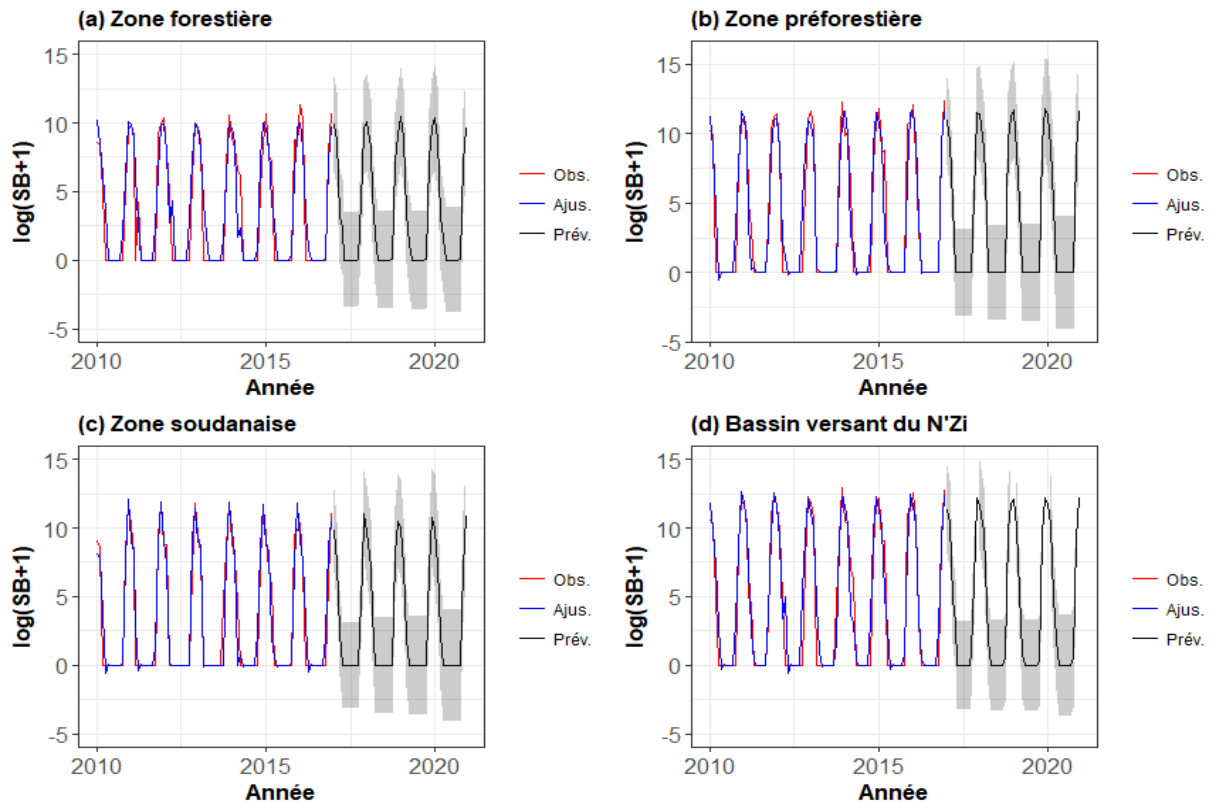 (a) Zone forestière
15
10
5
0
-5
log(SB+1)
2010
2015
2020
Année
Obs.
Ajus.
Prév.
(b) Zone préforestière
15
10
5
0
-5
log(SB+1)
2010
2015
2020
Année
Obs.
Ajus.
Prév.
(c) Zone soudanaise
15
10
5
0
-5
log(SB+1)
2010
2015
2020
Année
Obs.
Ajus.
Prév.
(d) Bassin versant du N'Zi
15
10
5
0
-5
log(SB+1)
2010
2015
2020
Année
Obs.
Ajus.
Prév.